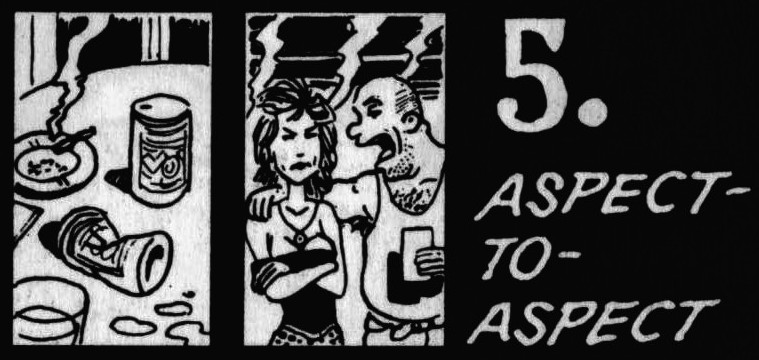 5.
ASPECT-
TO-
ASPECT